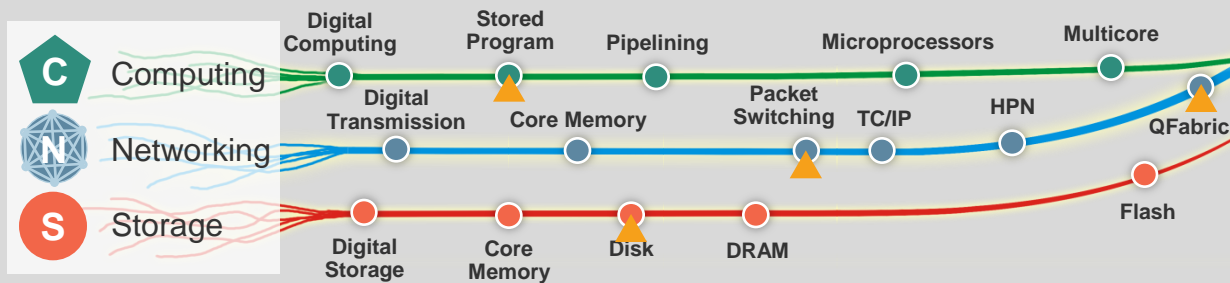 C Computing
Digital
Computing
Stored
Program
Pipelining
Microprocessors
Multicore
N Networking
Digital
Transmission
Core Memory
Packet
Switching
TC/IP
HPN
QFabric
S Storage
Digital
Storage
Core
Memory
Disk
DRAM
Flash